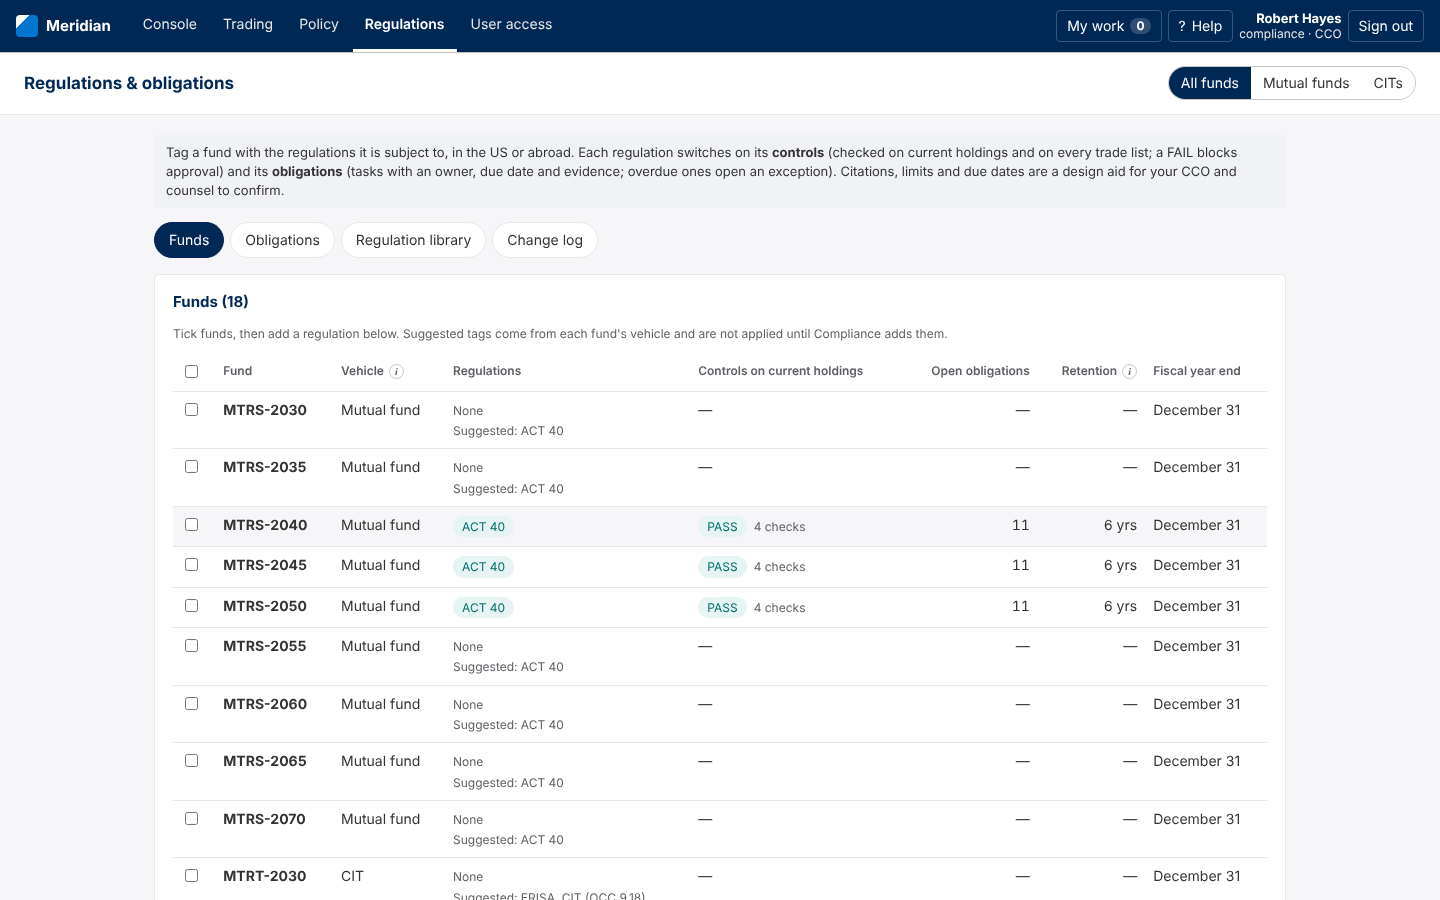 Meridian Console Trading Policy Regulations User access My work 0 ? Help Robert Hayes Sign out
compliance · CCO
Regulations & obligations All funds Mutual funds CITs
Tag a fund with the regulations it is subject to, in the US or abroad. Each regulation switches on its controls (checked on current holdings and on every trade list; a FAIL blocks
approval) and its obligations (tasks with an owner, due date and evidence; overdue ones open an exception). Citations, limits and due dates are a design aid for your CCO and
counsel to confirm.
Funds Obligations Regulation library Change log
Funds (18)
Tick funds, then add a regulation below. Suggested tags come from each fund's vehicle and are not applied until Compliance adds them.
Fund Vehicle i Regulations Controls on current holdings Open obligations Retention i Fiscal year end
MTRS-2030 Mutual fund None — — — December 31
Suggested: ACT 40
MTRS-2035 Mutual fund None — — — December 31
Suggested: ACT 40
MTRS-2040 Mutual fund ACT 40 PASS 4 checks 11 6 yrs December 31
MTRS-2045 Mutual fund ACT 40 PASS 4 checks 11 6 yrs December 31
MTRS-2050 Mutual fund ACT 40 PASS 4 checks 11 6 yrs December 31
MTRS-2055 Mutual fund None — — — December 31
Suggested: ACT 40
MTRS-2060 Mutual fund None — — — December 31
Suggested: ACT 40
MTRS-2065 Mutual fund None — — — December 31
Suggested: ACT 40
MTRS-2070 Mutual fund None — — — December 31
Suggested: ACT 40
MTRT-2030 CIT None — — — December 31
Suggested: ERISA, CIT (OCC 9.18)